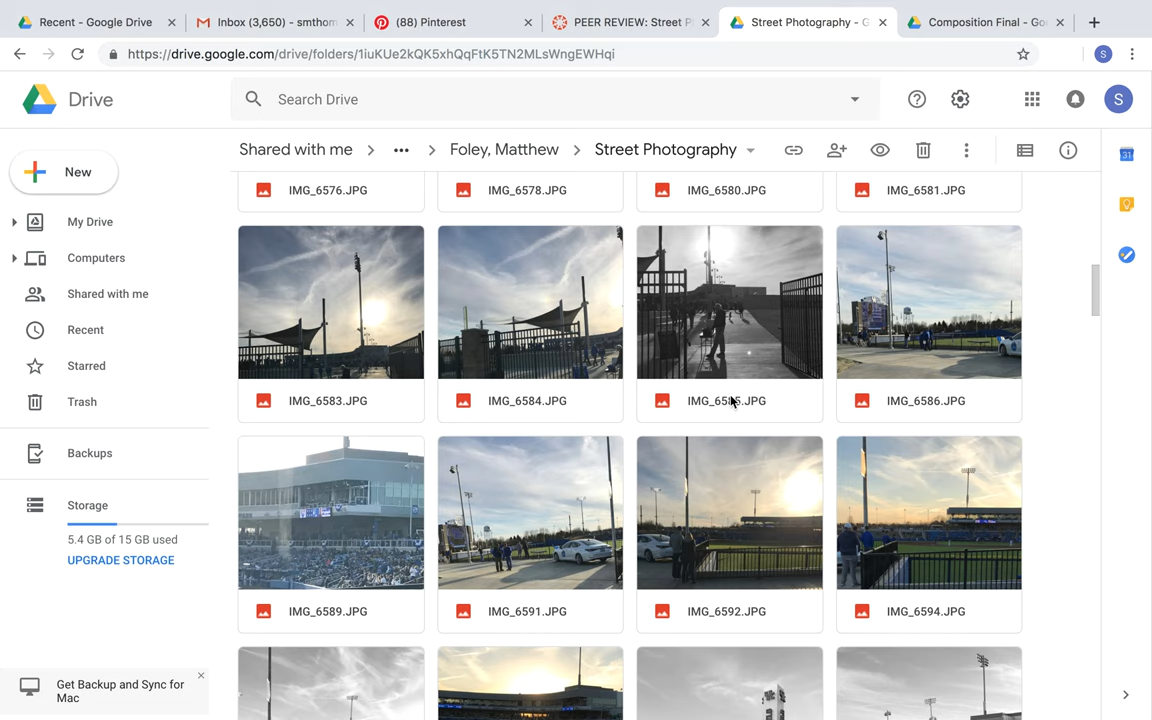 Recent - Google Drive
Inbox (3,650) - smthom
(88) Pinterest
PEER REVIEW: Street P
Street Photography - G
Composition Final - Go
https://drive.google.com/drive/folders/1iuKUe2kQK5xhQqFtK5TN2MLsWngEWHqi
S
Drive
Search Drive
S
Shared with me
Foley, Matthew
Street Photography
31
New
My Drive
Computers
Shared with me
Recent
Starred
Trash
Backups
Storage
5.4 GB of 15 GB used
UPGRADE STORAGE
Get Backup and Sync for
Mac
IMG_6576.JPG
IMG_6578.JPG
IMG_6580.JPG
IMG_6581.JPG
IMG_6583.JPG
IMG_6584.JPG
IMG_6585.JPG
IMG_6586.JPG
IMG_6589.JPG
IMG_6591.JPG
IMG_6592.JPG
IMG_6594.JPG